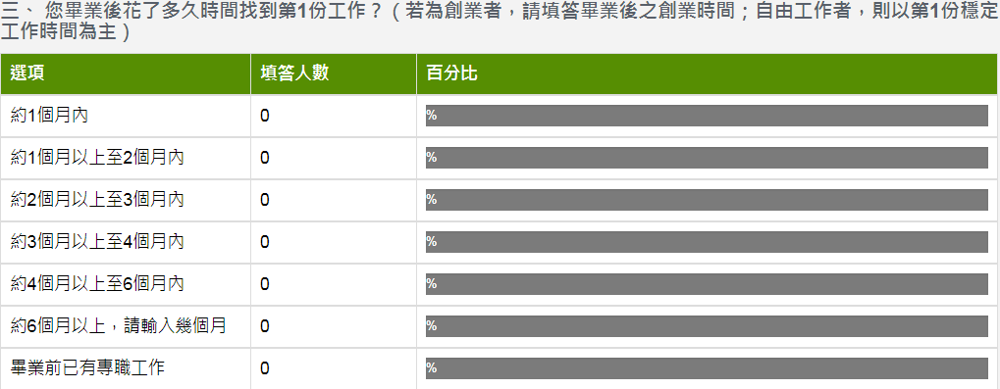 三、 您畢業後花了多久時間找到第1份工作？（若為創業者，請填答畢業後之創業時間；自由工作者，則以第1份穩定
工作時間為主）
選項 填答人數 百分比
約1個月內 0 %
約1個月以上至2個月內 0 %
約2個月以上至3個月內 0 %
約3個月以上至4個月內 0 %
約4個月以上至6個月內 0 %
約6個月以上，請輸入幾個月 0 %
畢業前已有專職工作 0 %